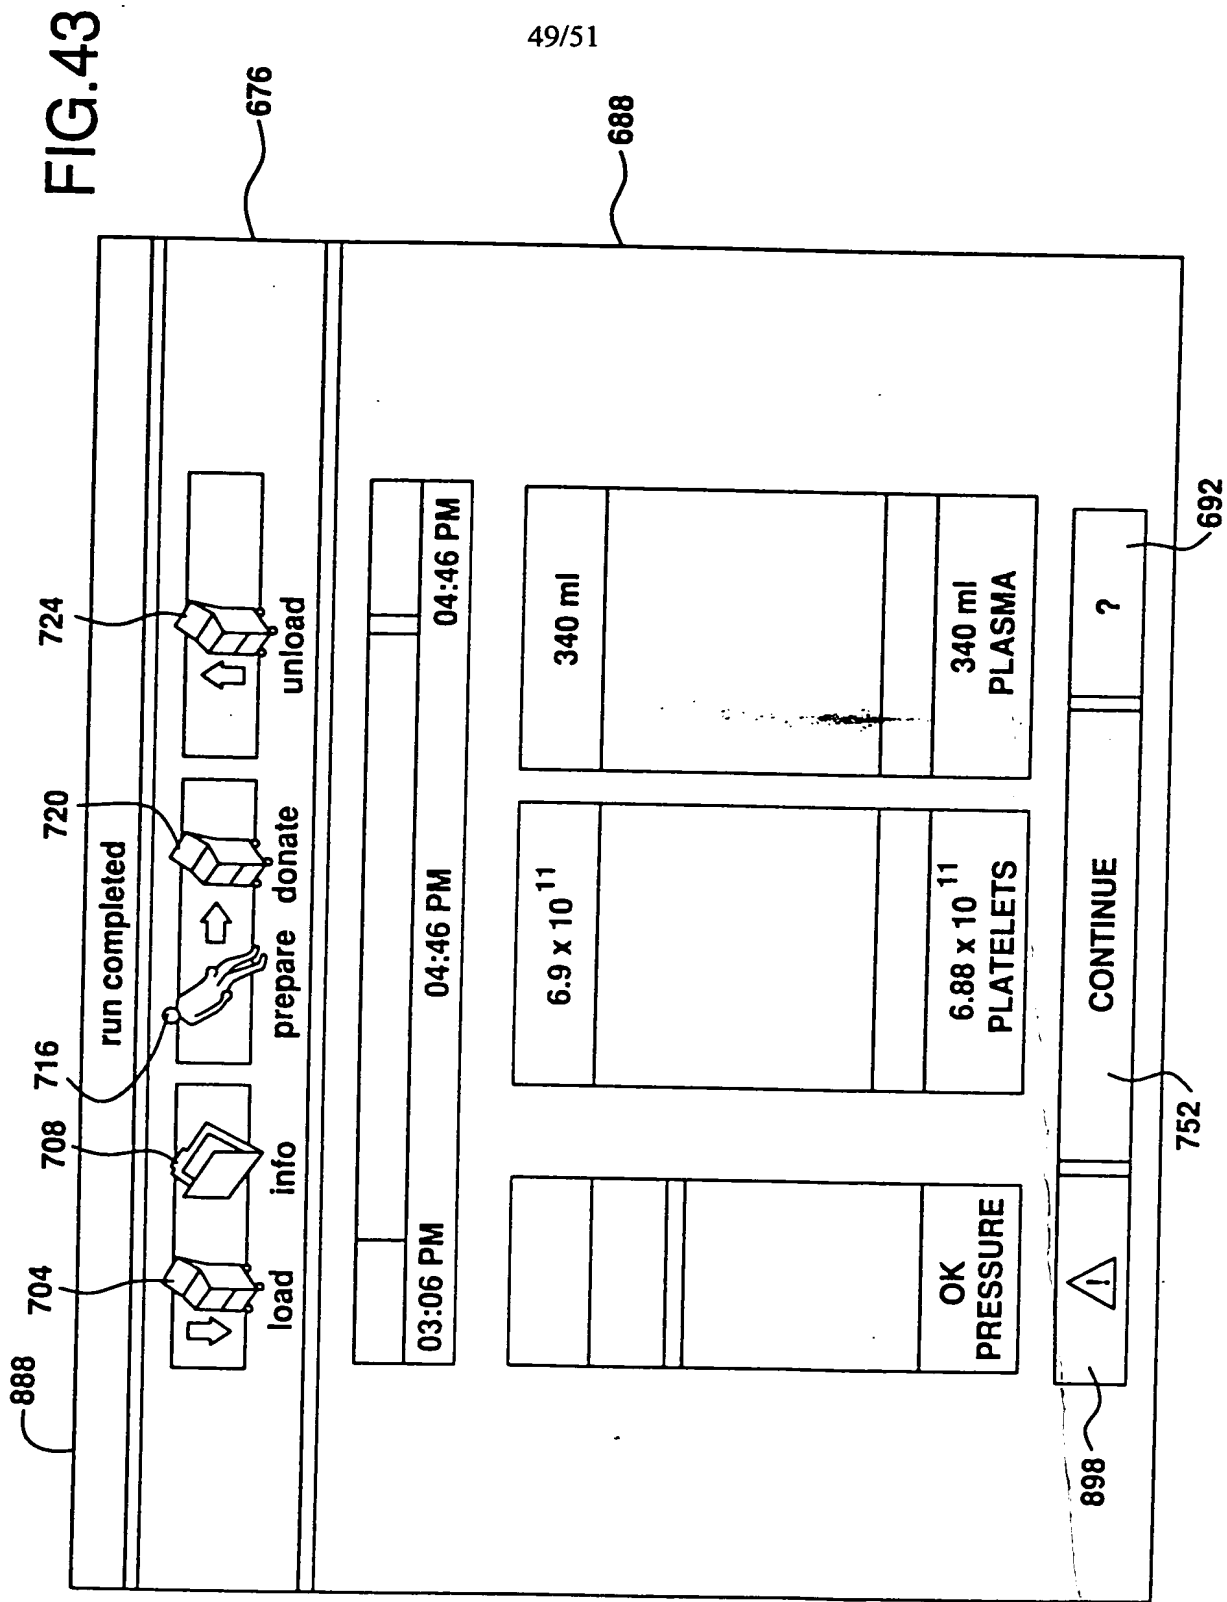 49/51
FIG.43
888
676
688
run completed
704
708
716
720
724
load
info
prepare
donate
unload
03:06 PM
04:46 PM
04:46 PM
6.9 x 10¹¹
340 ml
OK
PRESSURE
6.88 x 10¹¹
PLATELETS
340 ml
PLASMA
!
CONTINUE
?
898
752
692